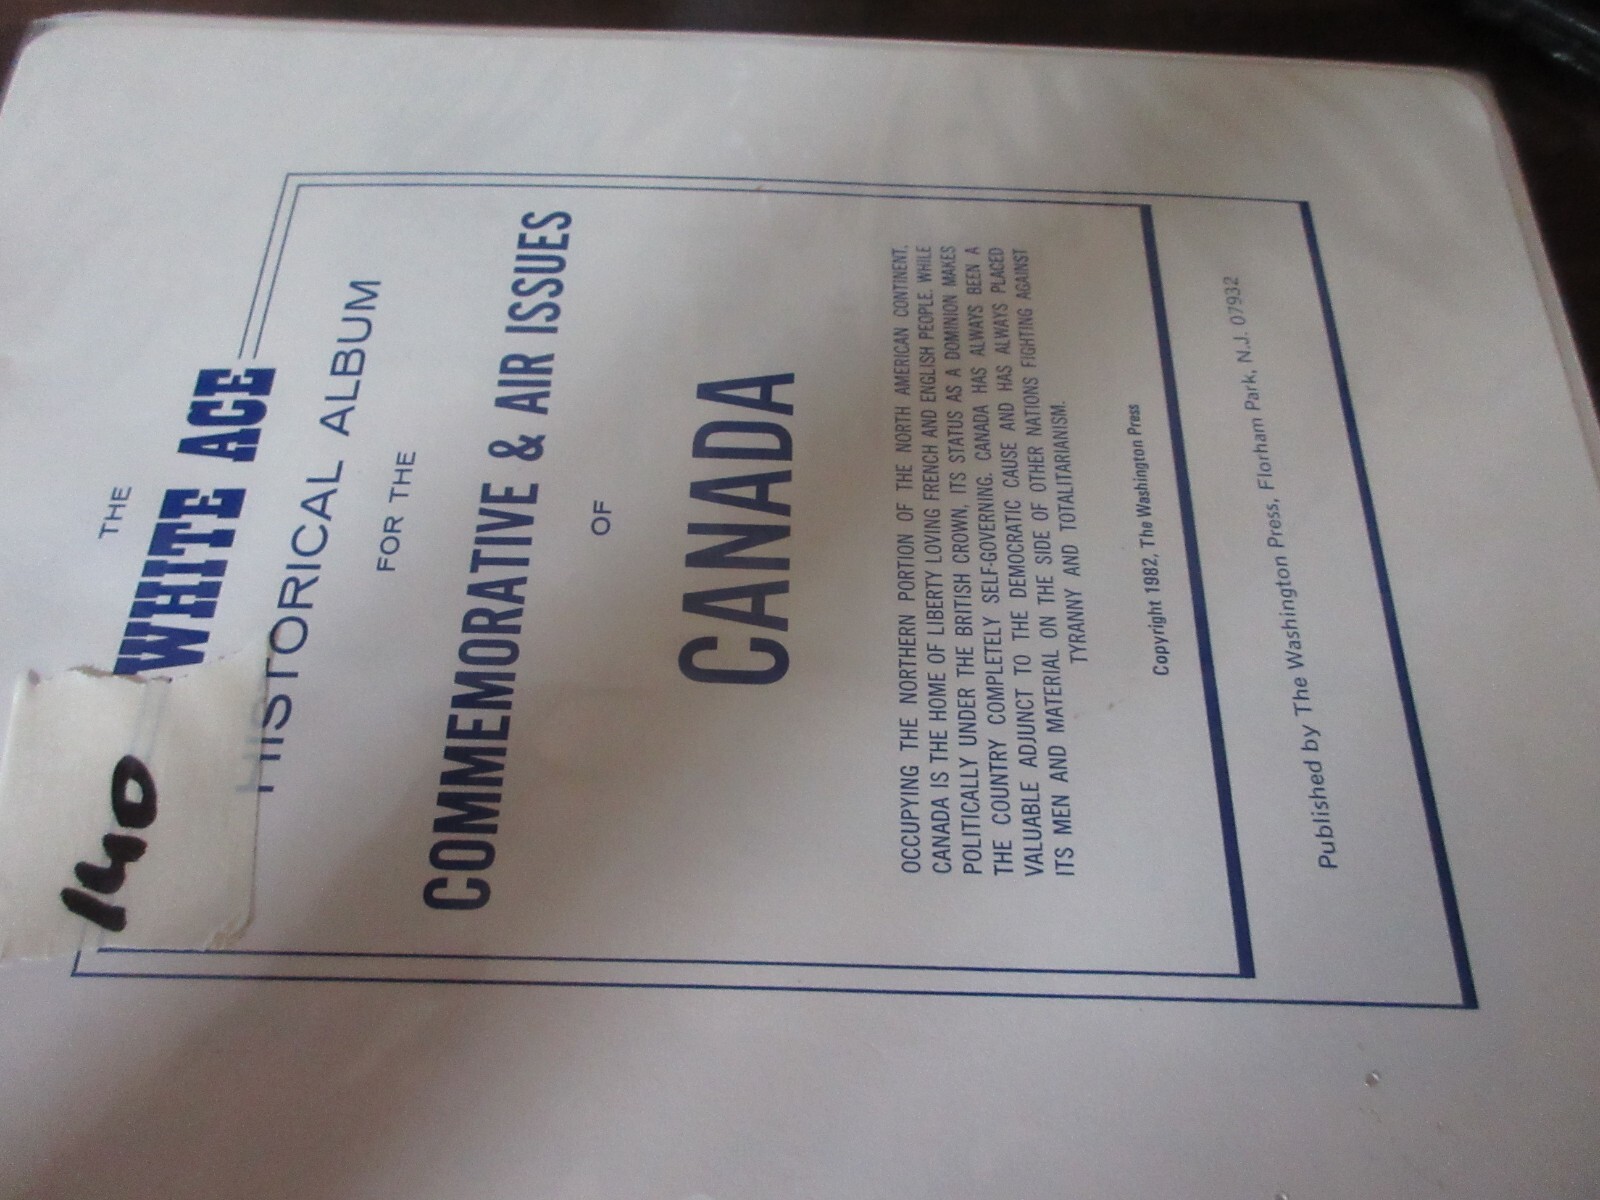 140
THE
WHITE ACE
HISTORICAL ALBUM
FOR THE
COMMEMORATIVE & AIR ISSUES
OF
CANADA
OCCUPYING THE NORTHERN PORTION OF THE NORTH AMERICAN CONTINENT,
CANADA IS THE HOME OF LIBERTY LOVING FRENCH AND ENGLISH PEOPLE. WHILE
POLITICALLY UNDER THE BRITISH CROWN, ITS STATUS AS A DOMINION MAKES
THE COUNTRY COMPLETELY SELF-GOVERNING. CANADA HAS ALWAYS BEEN A
VALUABLE ADJUNCT TO THE DEMOCRATIC CAUSE AND HAS ALWAYS PLACED
ITS MEN AND MATERIAL ON THE SIDE OF OTHER NATIONS FIGHTING AGAINST
TYRANNY AND TOTALITARIANISM.
Copyright 1982, The Washington Press
Published by The Washington Press, Florham Park, N.J. 07932